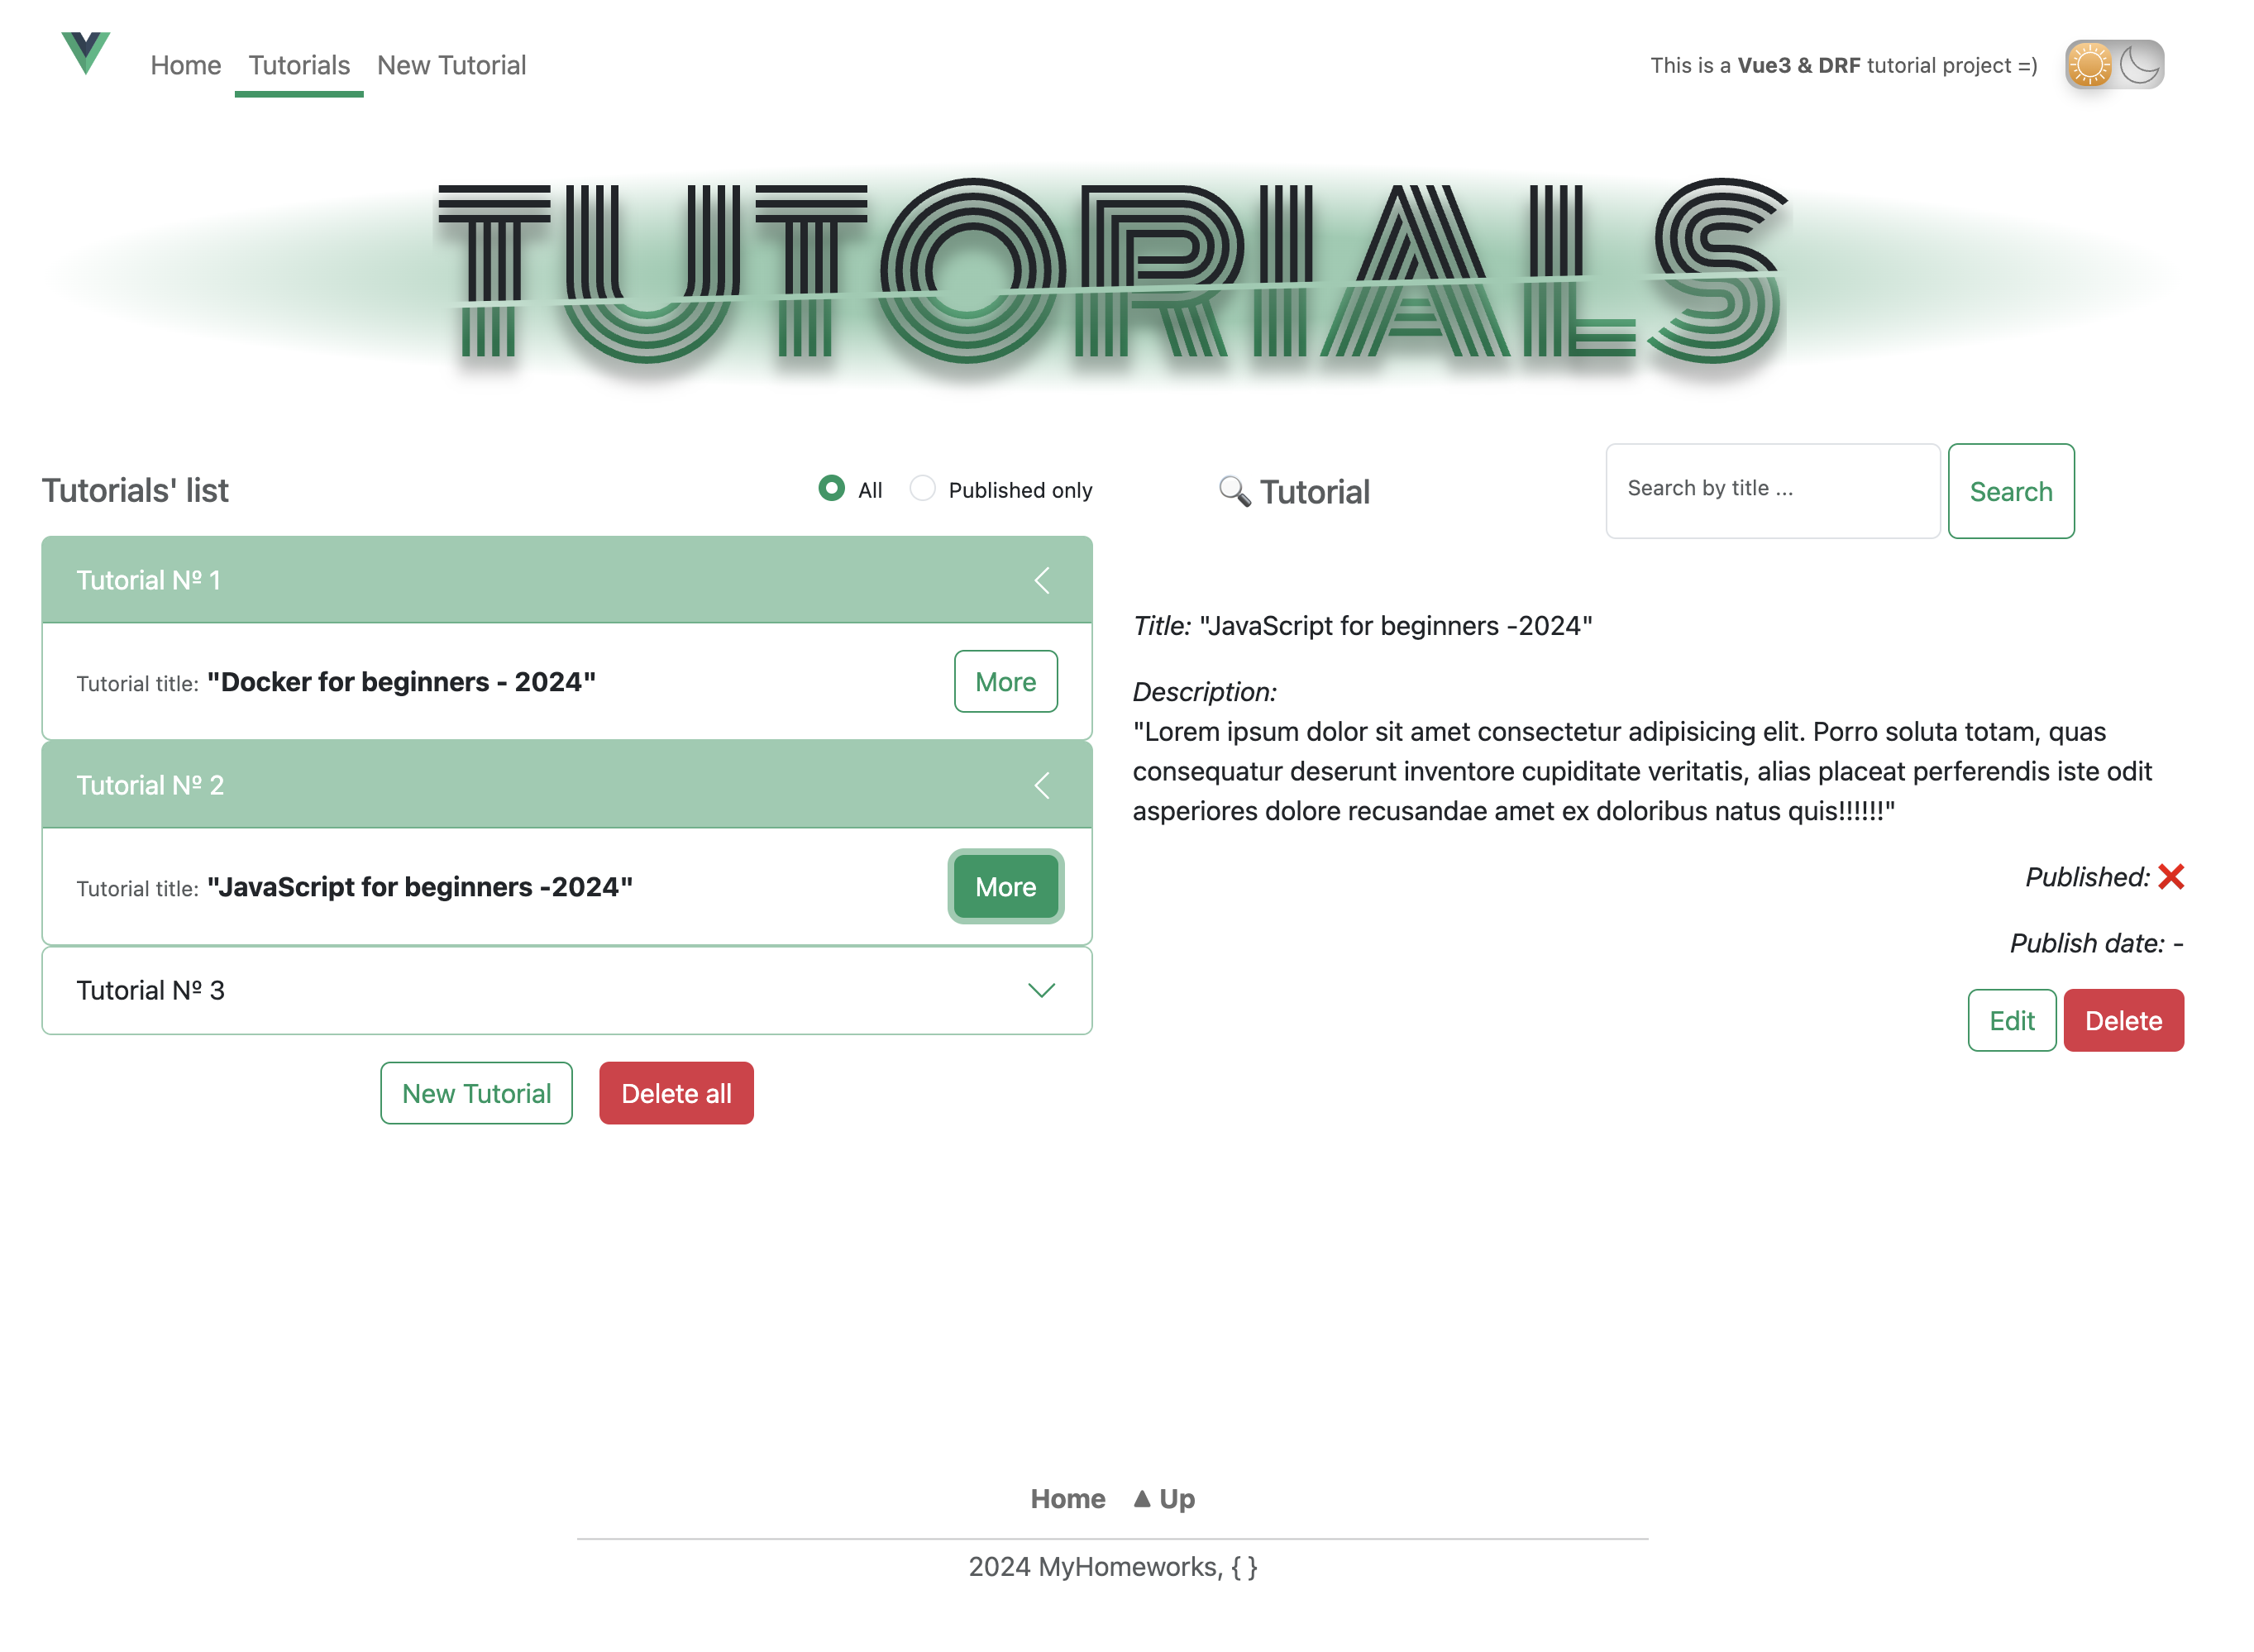 Home Tutorials New Tutorial
This is a Vue3 & DRF tutorial project =)
TUTORIALS
Tutorials' list
All Published only
Tutorial Nº 1
Tutorial title: "Docker for beginners - 2024" More
Tutorial Nº 2
Tutorial title: "JavaScript for beginners -2024" More
Tutorial Nº 3
New Tutorial Delete all
🔍 Tutorial
Search by title ... Search
Title: "JavaScript for beginners -2024"
Description:
"Lorem ipsum dolor sit amet consectetur adipisicing elit. Porro soluta totam, quas
consequatur deserunt inventore cupiditate veritatis, alias placeat perferendis iste odit
asperiores dolore recusandae amet ex doloribus natus quis!!!!!!"
Published: ❌
Publish date: -
Edit Delete
Home ▲ Up
2024 MyHomeworks, { }